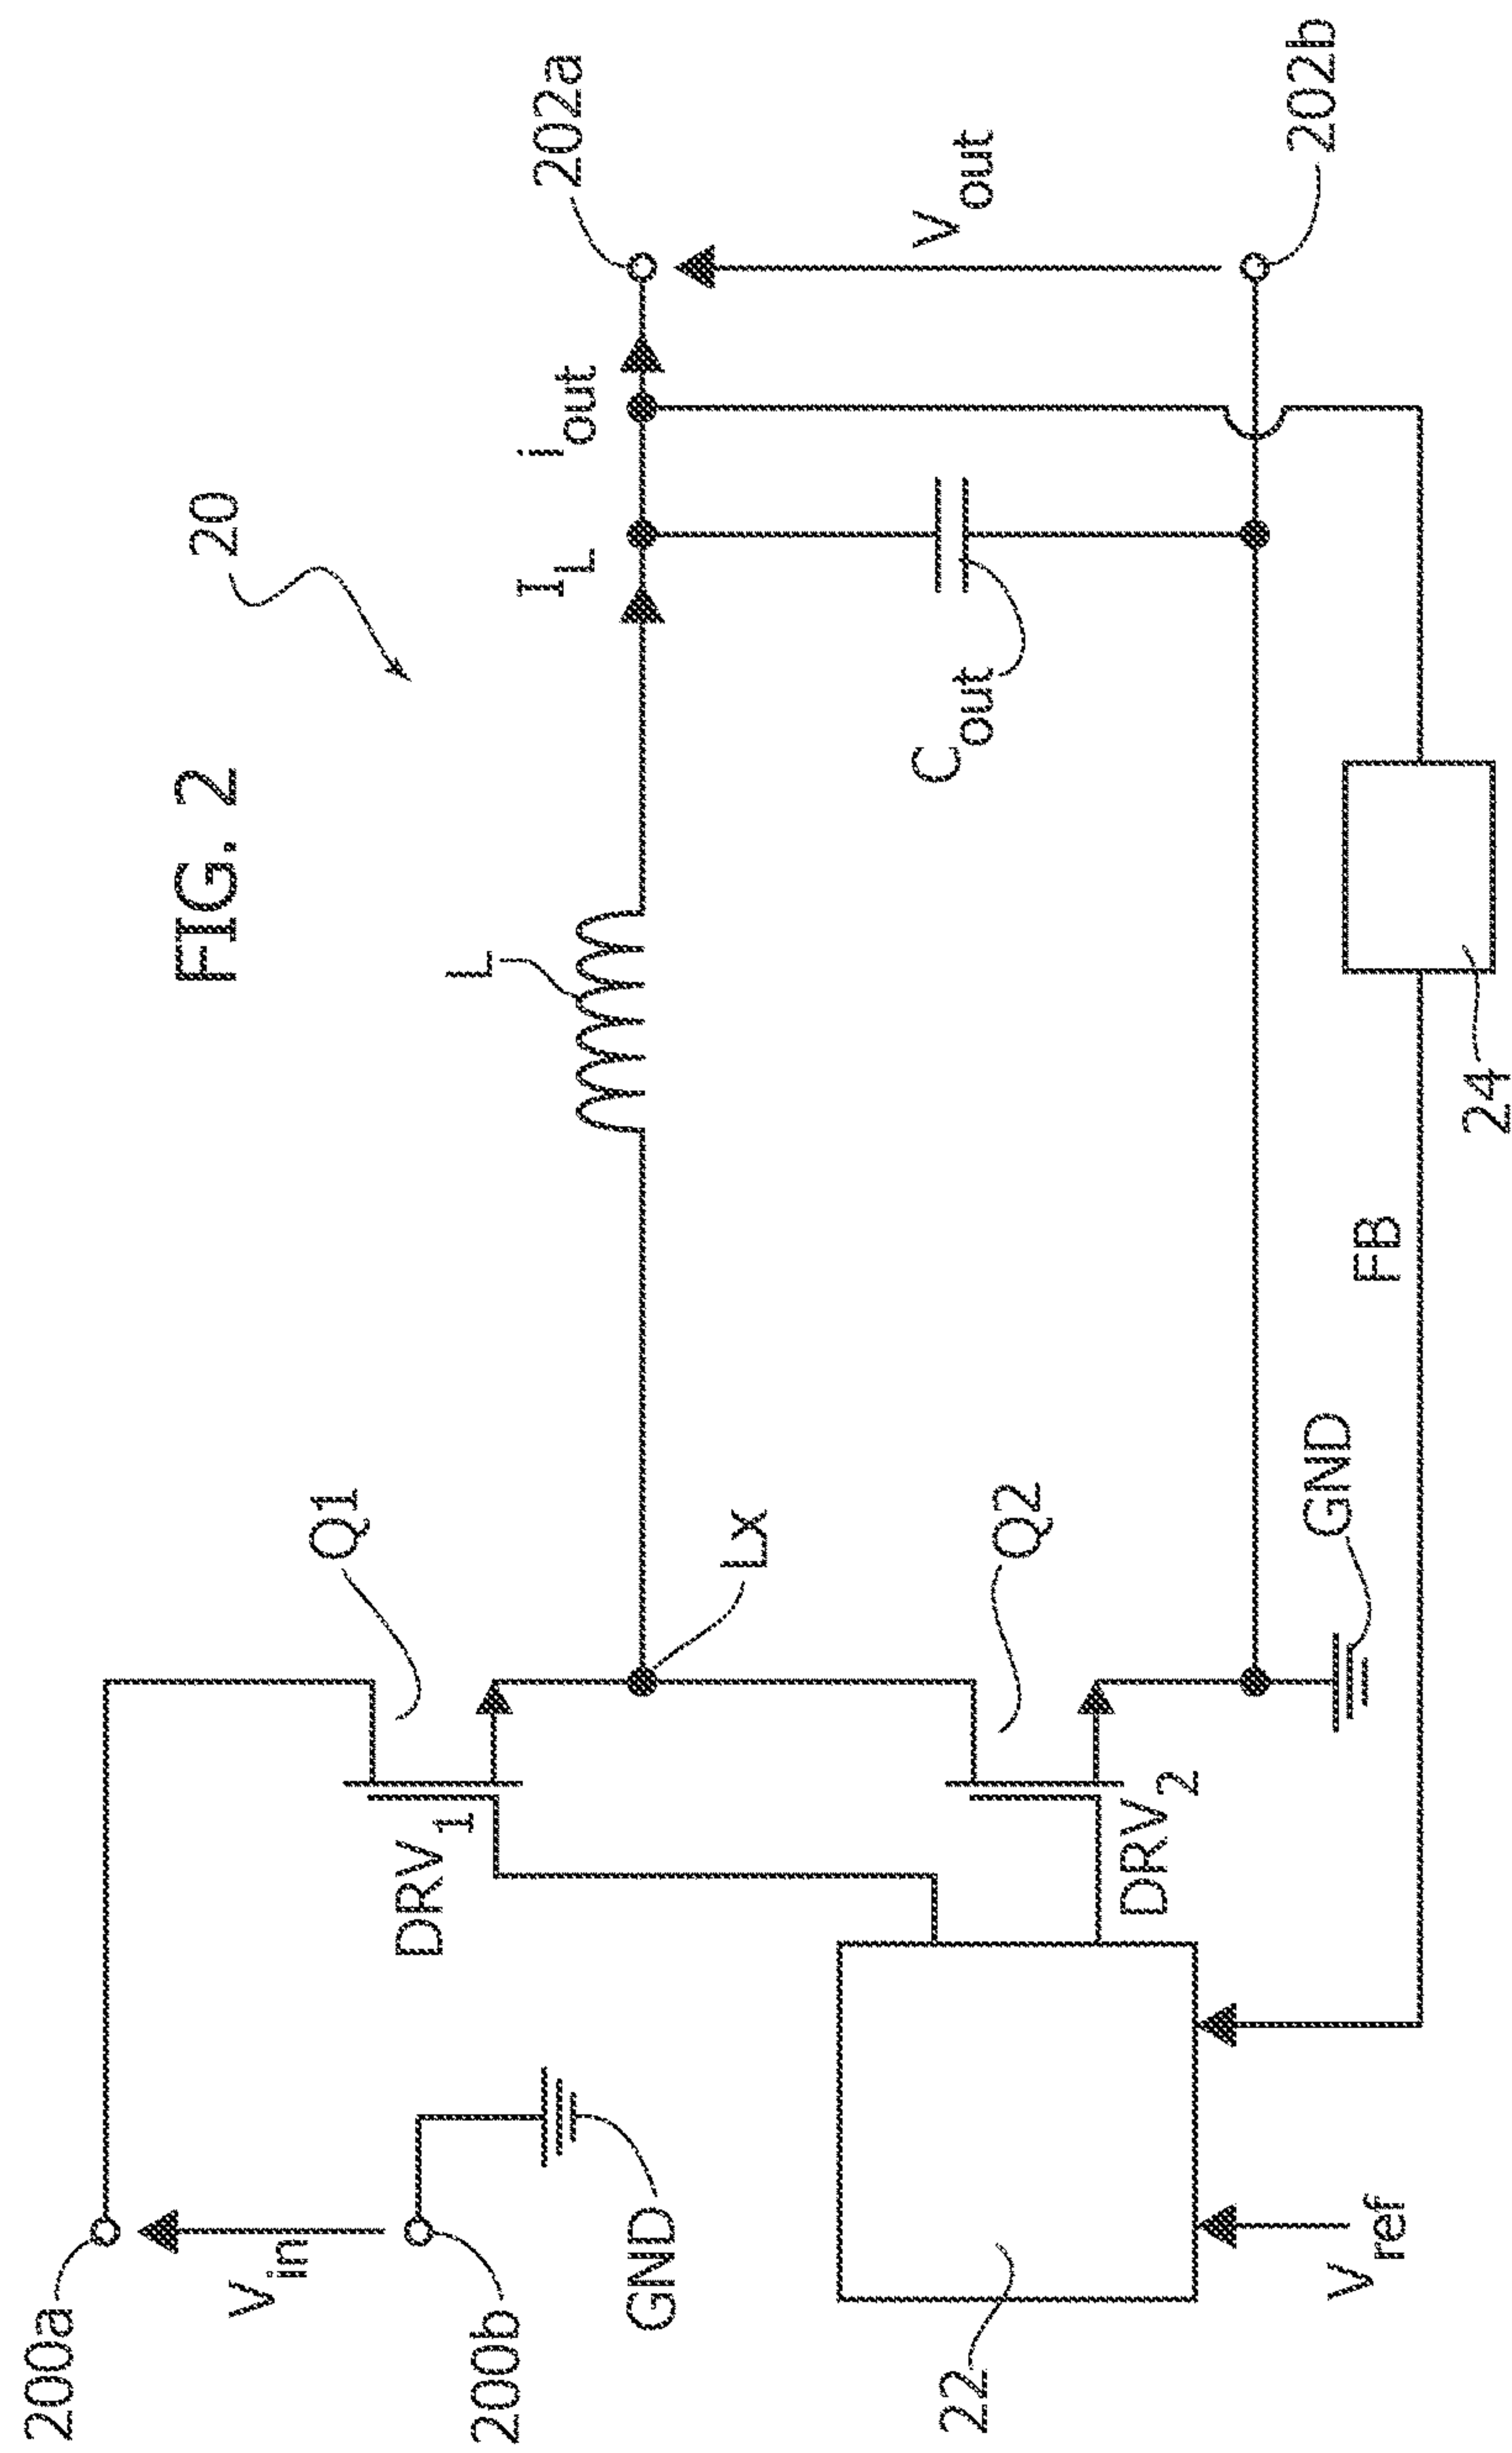 FIG. 2
20
200a
Vin
200b
GND
Q1
DRV1
L
IL
iout
202a
Lx
Q2
DRV2
Cout
Vout
22
Vref
GND
FB
24
202b